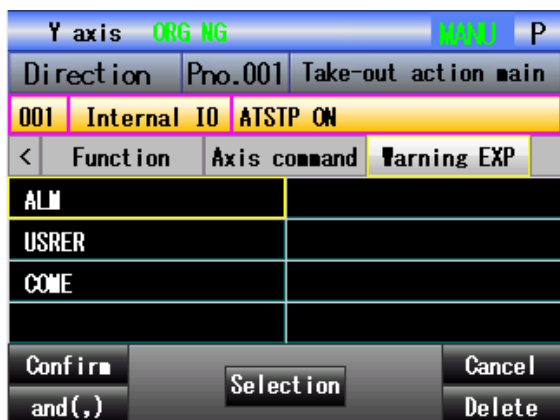 Y axis ORG NG MANU P
Direction Pno.001 Take-out action main
001 Internal IO ATSTP ON
< Function Axis command Warning EXP
ALM
USRER
COME
Confirm Selection Cancel
and(,) Delete